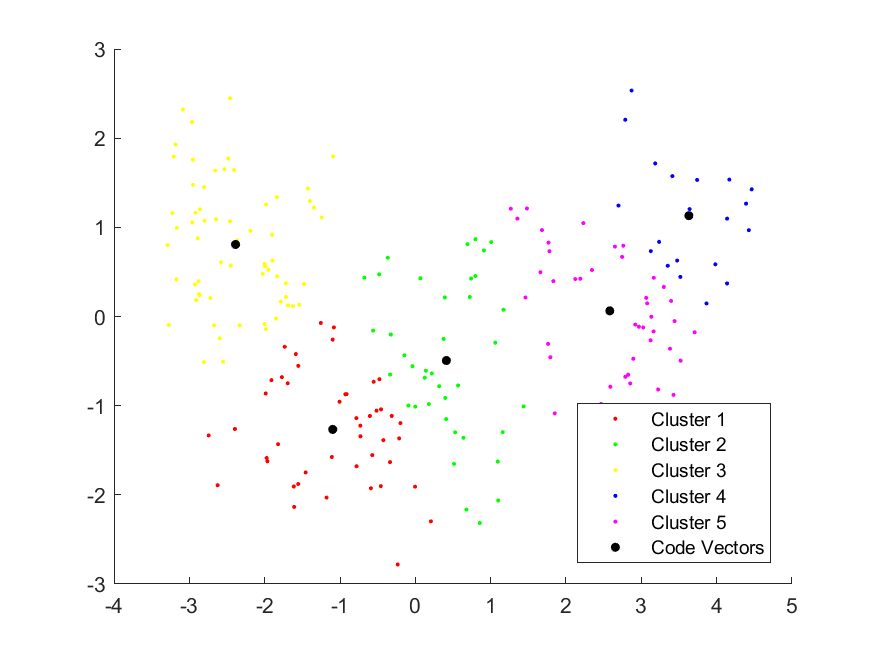 3
2
1
0
-1
-2
-3
-4 -3 -2 -1 0 1 2 3 4 5
Cluster 1
Cluster 2
Cluster 3
Cluster 4
Cluster 5
Code Vectors